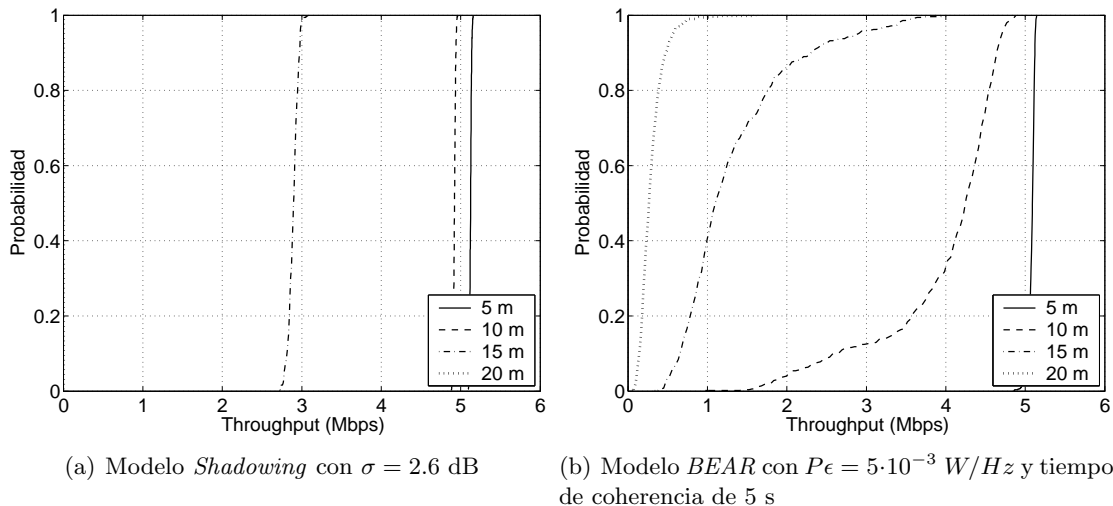 1
0.8
0.6
0.4
0.2
0
Probabilidad
0 1 2 3 4 5 6
Throughput (Mbps)
5 m
10 m
15 m
20 m
(a) Modelo Shadowing con σ = 2.6 dB
1
0.8
0.6
0.4
0.2
0
Probabilidad
0 1 2 3 4 5 6
Throughput (Mbps)
5 m
10 m
15 m
20 m
(b) Modelo BEAR con Pϵ = 5·10⁻³ W/Hz y tiempo
de coherencia de 5 s